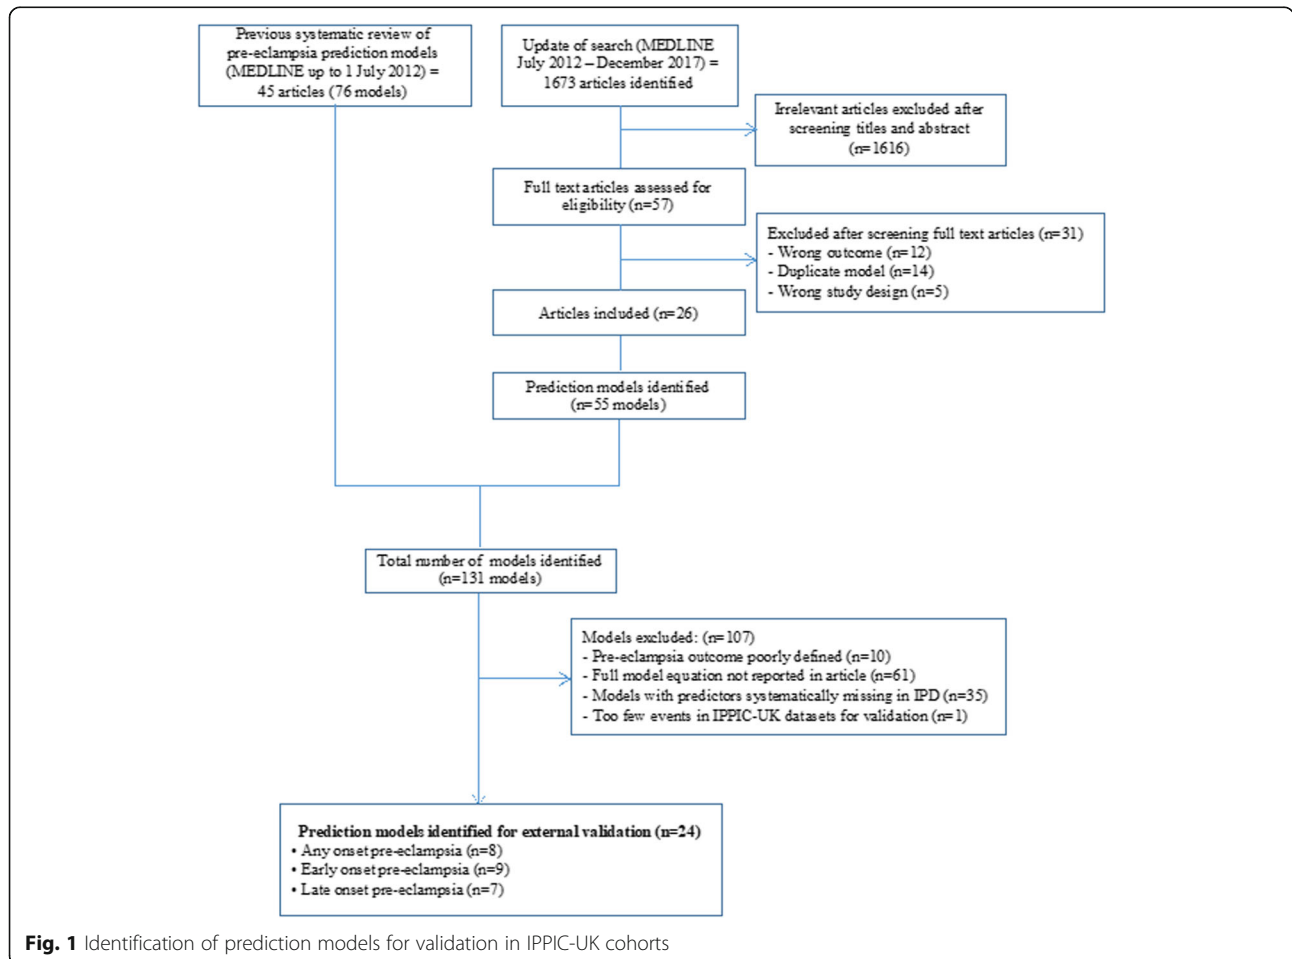 Previous systematic review of
pre-eclampsia prediction models
(MEDLINE up to 1 July 2012) =
45 articles (76 models)
Update of search (MEDLINE
July 2012 – December 2017) =
1673 articles identified
Irrelevant articles excluded after
screening titles and abstract
(n=1616)
Full text articles assessed for
eligibility (n=57)
Excluded after screening full text articles (n=31)
- Wrong outcome (n=12)
- Duplicate model (n=14)
- Wrong study design (n=5)
Articles included (n=26)
Prediction models identified
(n=55 models)
Total number of models identified
(n=131 models)
Models excluded: (n=107)
- Pre-eclampsia outcome poorly defined (n=10)
- Full model equation not reported in article (n=61)
- Models with predictors systematically missing in IPD (n=35)
- Too few events in IPPIC-UK datasets for validation (n=1)
Prediction models identified for external validation (n=24)
• Any onset pre-eclampsia (n=8)
• Early onset pre-eclampsia (n=9)
• Late onset pre-eclampsia (n=7)
Fig. 1 Identification of prediction models for validation in IPPIC-UK cohorts